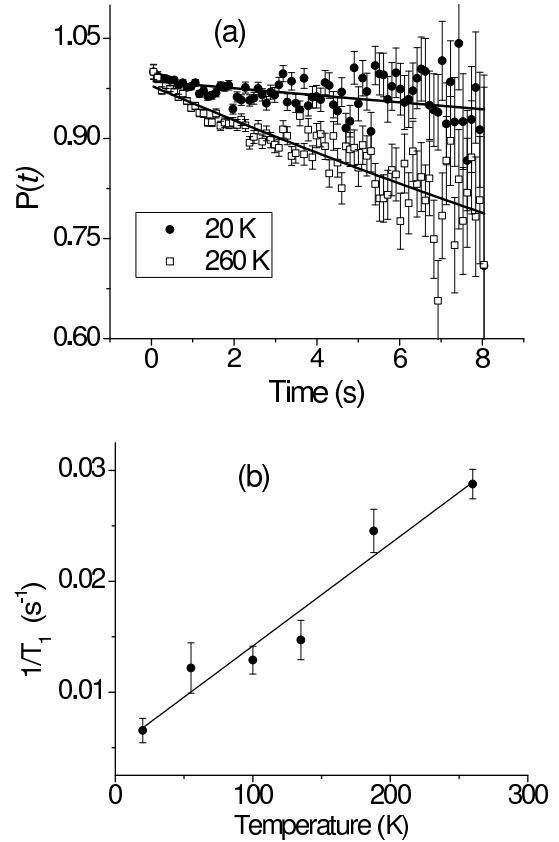 (a)
1.05
0.90
0.75
0.60
P(t)
20 K
260 K
0 2 4 6 8
Time (s)
(b)
0.03
0.02
0.01
1/T₁ (s⁻¹)
0 100 200 300
Temperature (K)